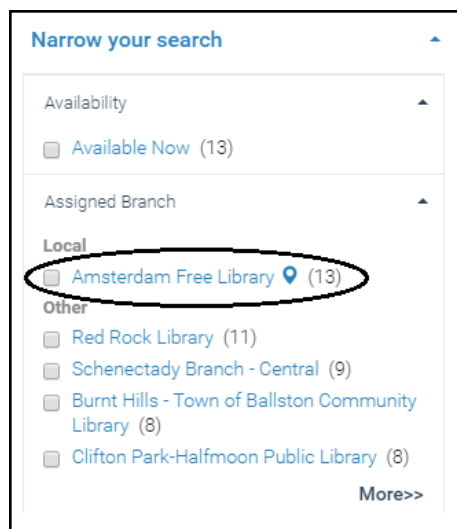 Narrow your search
Availability
Available Now (13)
Assigned Branch
Local
Amsterdam Free Library (13)
Other
Red Rock Library (11)
Schenectady Branch - Central (9)
Burnt Hills - Town of Ballston Community
Library (8)
Clifton Park-Halfmoon Public Library (8)
More>>